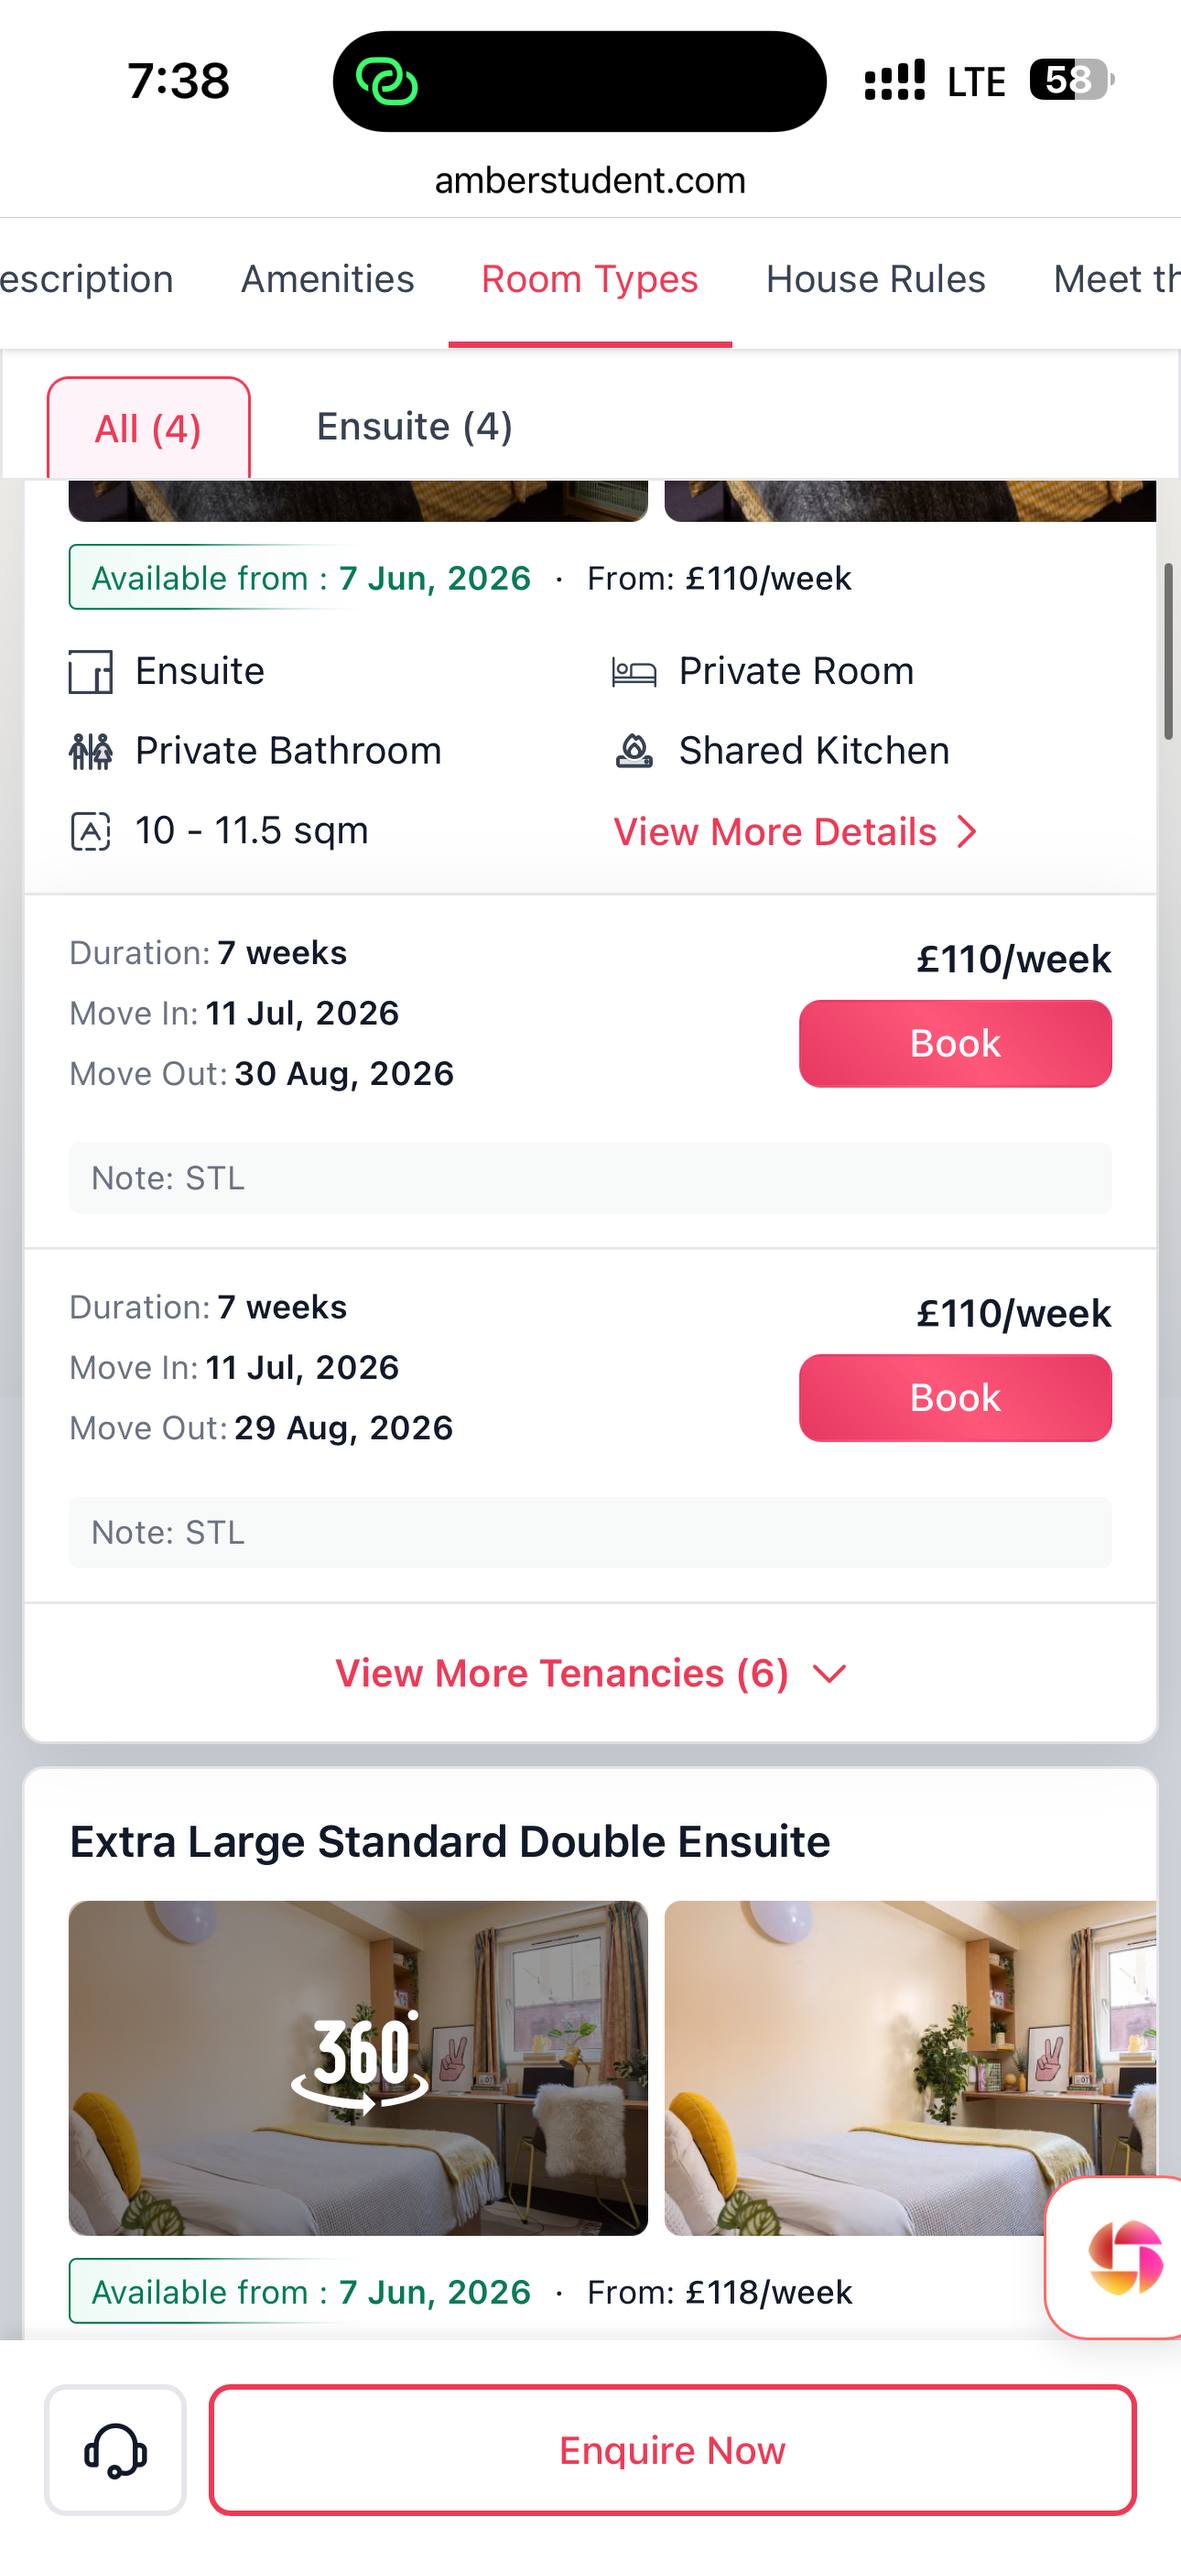 7:38
LTE
58
amberstudent.com
escription Amenities Room Types House Rules Meet th
All (4) Ensuite (4)
Available from : 7 Jun, 2026 · From: £110/week
Ensuite Private Room
Private Bathroom Shared Kitchen
10 - 11.5 sqm View More Details
Duration: 7 weeks
£110/week
Move In: 11 Jul, 2026
Book
Move Out: 30 Aug, 2026
Note: STL
Duration: 7 weeks
£110/week
Move In: 11 Jul, 2026
Book
Move Out: 29 Aug, 2026
Note: STL
View More Tenancies (6)
Extra Large Standard Double Ensuite
360°
Available from : 7 Jun, 2026 · From: £118/week
Enquire Now